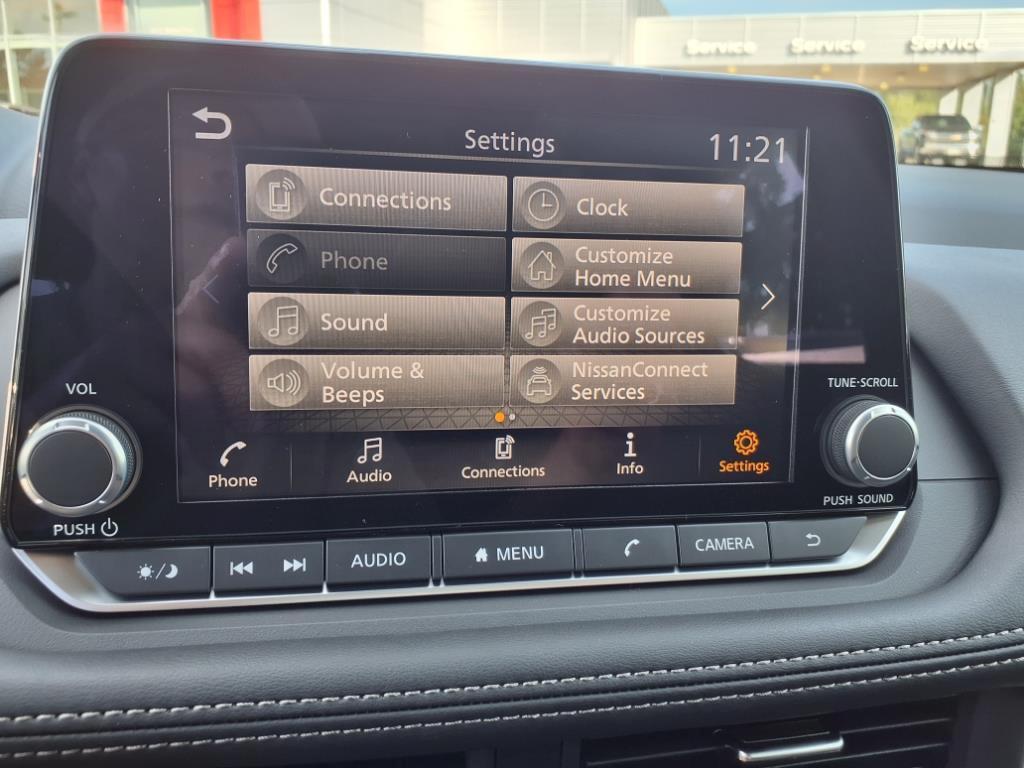 Service Service Service
Settings
11:21
Connections
Clock
Phone
Customize
Home Menu
Sound
Customize
Audio Sources
Volume &
Beeps
NissanConnect
Services
VOL
TUNE·SCROLL
Phone
Audio
Connections
Info
Settings
PUSH
PUSH SOUND
AUDIO
MENU
CAMERA